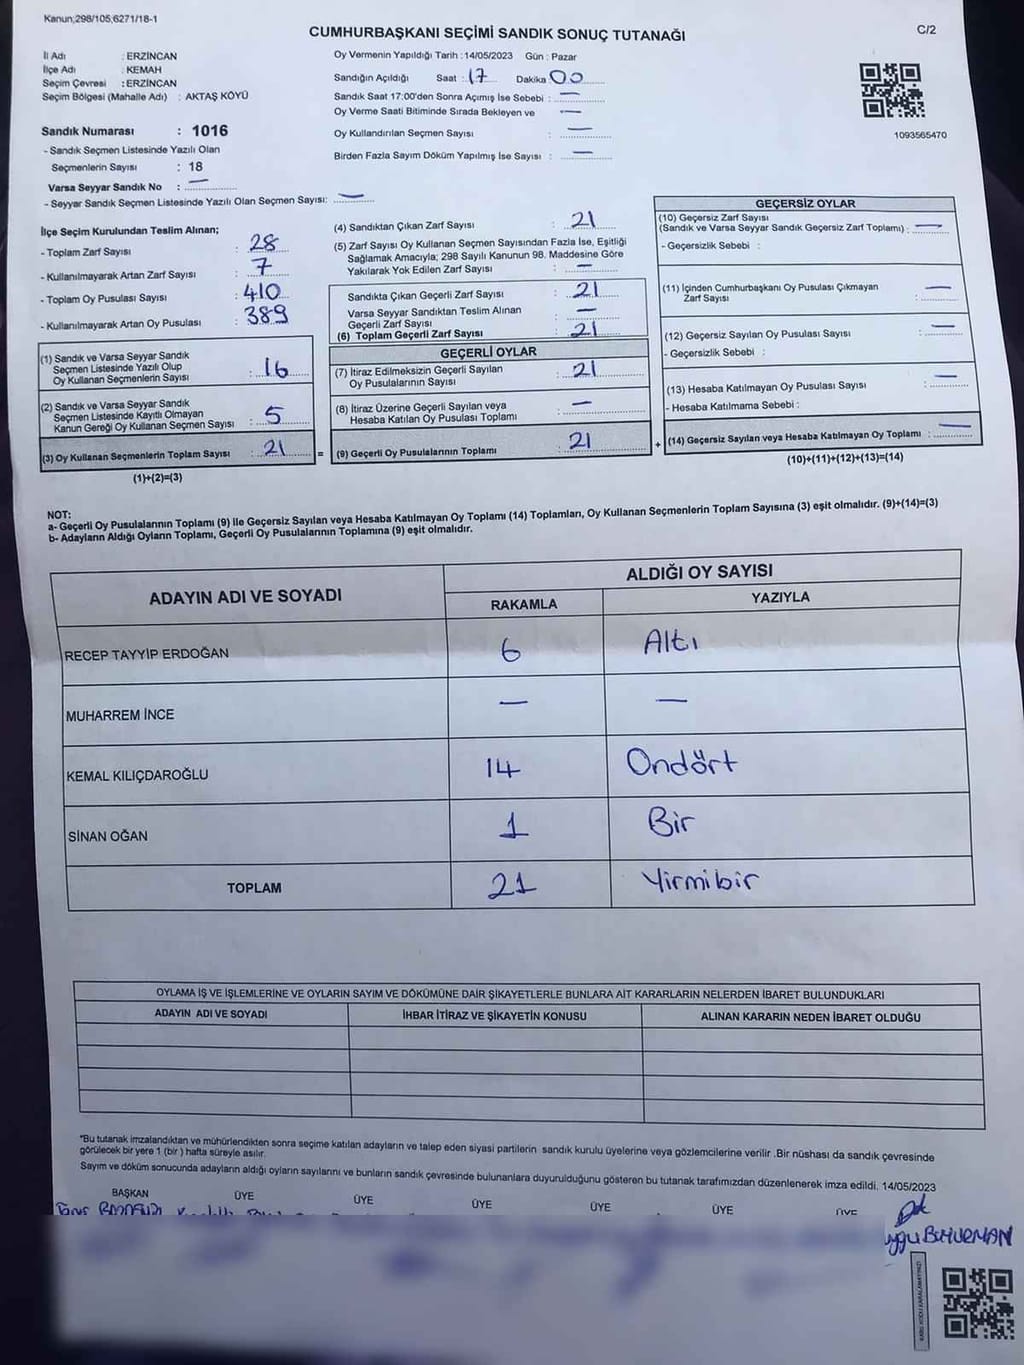 Kanun;298/105,6271/18-1
CUMHURBAŞKANI SEÇİMİ SANDIK SONUÇ TUTANAĞI
C/2
İl Adı : ERZİNCAN
İlçe Adı : KEMAH
Seçim Çevresi : ERZİNCAN
Seçim Bölgesi (Mahalle Adı) : AKTAŞ KÖYÜ
Sandık Numarası : 1016
- Sandık Seçmen Listesinde Yazılı Olan
Seçmenlerin Sayısı : 18
Varsa Seyyar Sandık No : —
- Seyyar Sandık Seçmen Listesinde Yazılı Olan Seçmen Sayısı: —
Oy Vermenin Yapıldığı Tarih : 14/05/2023 Gün : Pazar
Sandığın Açıldığı Saat : 17 Dakika 00
Sandık Saat 17:00'den Sonra Açımış İse Sebebi : —
Oy Verme Saati Bitiminde Sırada Bekleyen ve —
Oy Kullandırılan Seçmen Sayısı : —
Birden Fazla Sayım Döküm Yapılmış İse Sayısı : —
1093565470
İlçe Seçim Kurulundan Teslim Alınan;
- Toplam Zarf Sayısı : 28
- Kullanılmayarak Artan Zarf Sayısı : 7
- Toplam Oy Pusulası Sayısı : 410
- Kullanılmayarak Artan Oy Pusulası : 389
(1) Sandık ve Varsa Seyyar Sandık
Seçmen Listesinde Yazılı Olup
Oy Kullanan Seçmenlerin Sayısı : 16
(2) Sandık ve Varsa Seyyar Sandık
Seçmen Listesinde Kayıtlı Olmayan
Kanun Gereği Oy Kullanan Seçmen Sayısı : 5
(3) Oy Kullanan Seçmenlerin Toplam Sayısı : 21 =
(1)+(2)=(3)
(4) Sandıktan Çıkan Zarf Sayısı : 21
(5) Zarf Sayısı Oy Kullanan Seçmen Sayısından Fazla İse, Eşitliği
Sağlamak Amacıyla; 298 Sayılı Kanunun 98. Maddesine Göre
Yakılarak Yok Edilen Zarf Sayısı : —
Sandıkta Çıkan Geçerli Zarf Sayısı : 21
Varsa Seyyar Sandıktan Teslim Alınan
Geçerli Zarf Sayısı : —
(6) Toplam Geçerli Zarf Sayısı : 21
GEÇERLİ OYLAR
(7) İtiraz Edilmeksizin Geçerli Sayılan
Oy Pusulalarının Sayısı : 21
(8) İtiraz Üzerine Geçerli Sayılan veya
Hesaba Katılan Oy Pusulası Toplamı : —
(9) Geçerli Oy Pusulalarının Toplamı : 21 +
GEÇERSİZ OYLAR
(10) Geçersiz Zarf Sayısı
(Sandık ve Varsa Seyyar Sandık Geçersiz Zarf Toplamı) : —
- Geçersizlik Sebebi :
(11) İçinden Cumhurbaşkanı Oy Pusulası Çıkmayan
Zarf Sayısı : —
(12) Geçersiz Sayılan Oy Pusulası Sayısı : —
- Geçersizlik Sebebi :
(13) Hesaba Katılmayan Oy Pusulası Sayısı : —
- Hesaba Katılmama Sebebi :
(14) Geçersiz Sayılan veya Hesaba Katılmayan Oy Toplamı : —
(10)+(11)+(12)+(13)=(14)
NOT:
a- Geçerli Oy Pusulalarının Toplamı (9) ile Geçersiz Sayılan veya Hesaba Katılmayan Oy Toplamı (14) Toplamları, Oy Kullanan Seçmenlerin Toplam Sayısına (3) eşit olmalıdır. (9)+(14)=(3)
b- Adayların Aldığı Oyların Toplamı, Geçerli Oy Pusulalarının Toplamına (9) eşit olmalıdır.
ADAYIN ADI VE SOYADI
ALDIĞI OY SAYISI
RAKAMLA YAZIYLA
RECEP TAYYİP ERDOĞAN 6 Altı
MUHARREM İNCE — —
KEMAL KILIÇDAROĞLU 14 Ondört
SİNAN OĞAN 1 Bir
TOPLAM 21 Yirmibir
OYLAMA İŞ VE İŞLEMLERİNE VE OYLARIN SAYIM VE DÖKÜMÜNE DAİR ŞİKAYETLERLE BUNLARA AİT KARARLARIN NELERDEN İBARET BULUNDUKLARI
ADAYIN ADI VE SOYADI İHBAR İTİRAZ VE ŞİKAYETİN KONUSU ALINAN KARARIN NEDEN İBARET OLDUĞU
"Bu tutanak imzalandıktan ve mühürlendikten sonra seçime katılan adayların ve talep eden siyasi partilerin sandık kurulu üyelerine veya gözlemcilerine verilir .Bir nüshası da sandık çevresinde
görülecek bir yere 1 (bir ) hafta süreyle asılır.
Sayım ve döküm sonucunda adayların aldığı oyların sayılarını ve bunların sandık çevresinde bulunanlara duyurulduğunu gösteren bu tutanak tarafımızdan düzenlenerek imza edildi. 14/05/2023
BAŞKAN ÜYE ÜYE ÜYE ÜYE ÜYE ÜYE